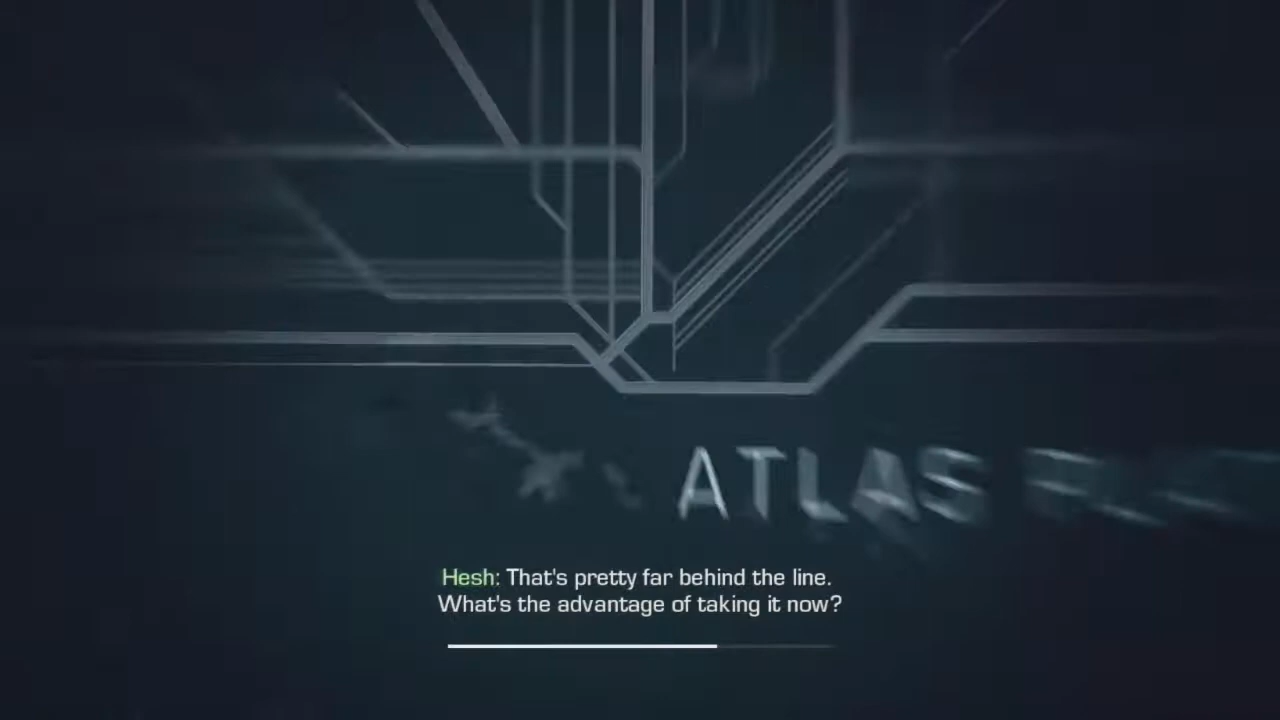 ATLAS
Hesh: That's pretty far behind the line.
What's the advantage of taking it now?